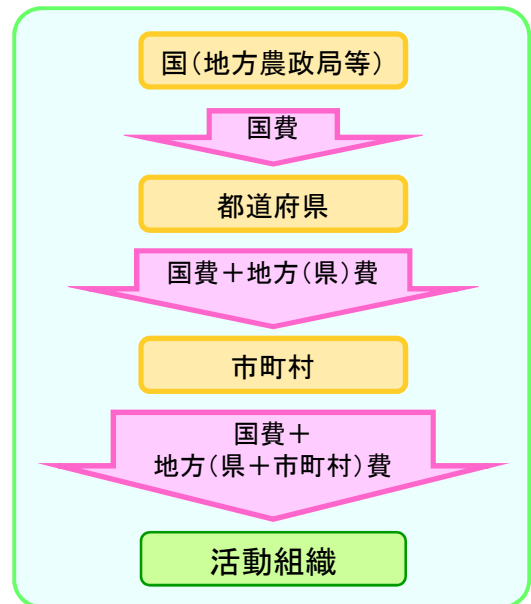 国(地方農政局等)
国費
都道府県
国費＋地方(県)費
市町村
国費＋
地方(県＋市町村)費
活動組織